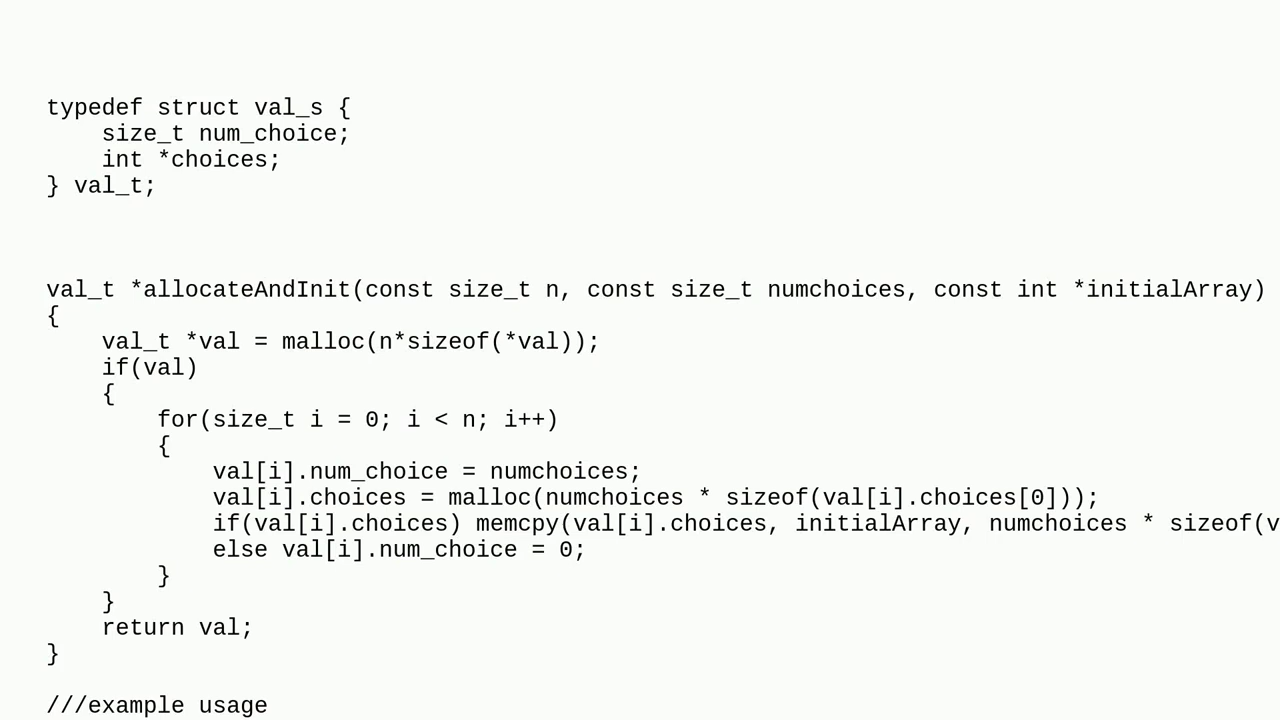 typedef struct val_s {
    size_t num_choice;
    int *choices;
} val_t;
val_t *allocateAndInit(const size_t n, const size_t numchoices, const int *initialArray)
{
    val_t *val = malloc(n*sizeof(*val));
    if(val)
    {
        for(size_t i = 0; i < n; i++)
        {
            val[i].num_choice = numchoices;
            val[i].choices = malloc(numchoices * sizeof(val[i].choices[0]));
            if(val[i].choices) memcpy(val[i].choices, initialArray, numchoices * sizeof(v
            else val[i].num_choice = 0;
        }
    }
    return val;
}
///example usage